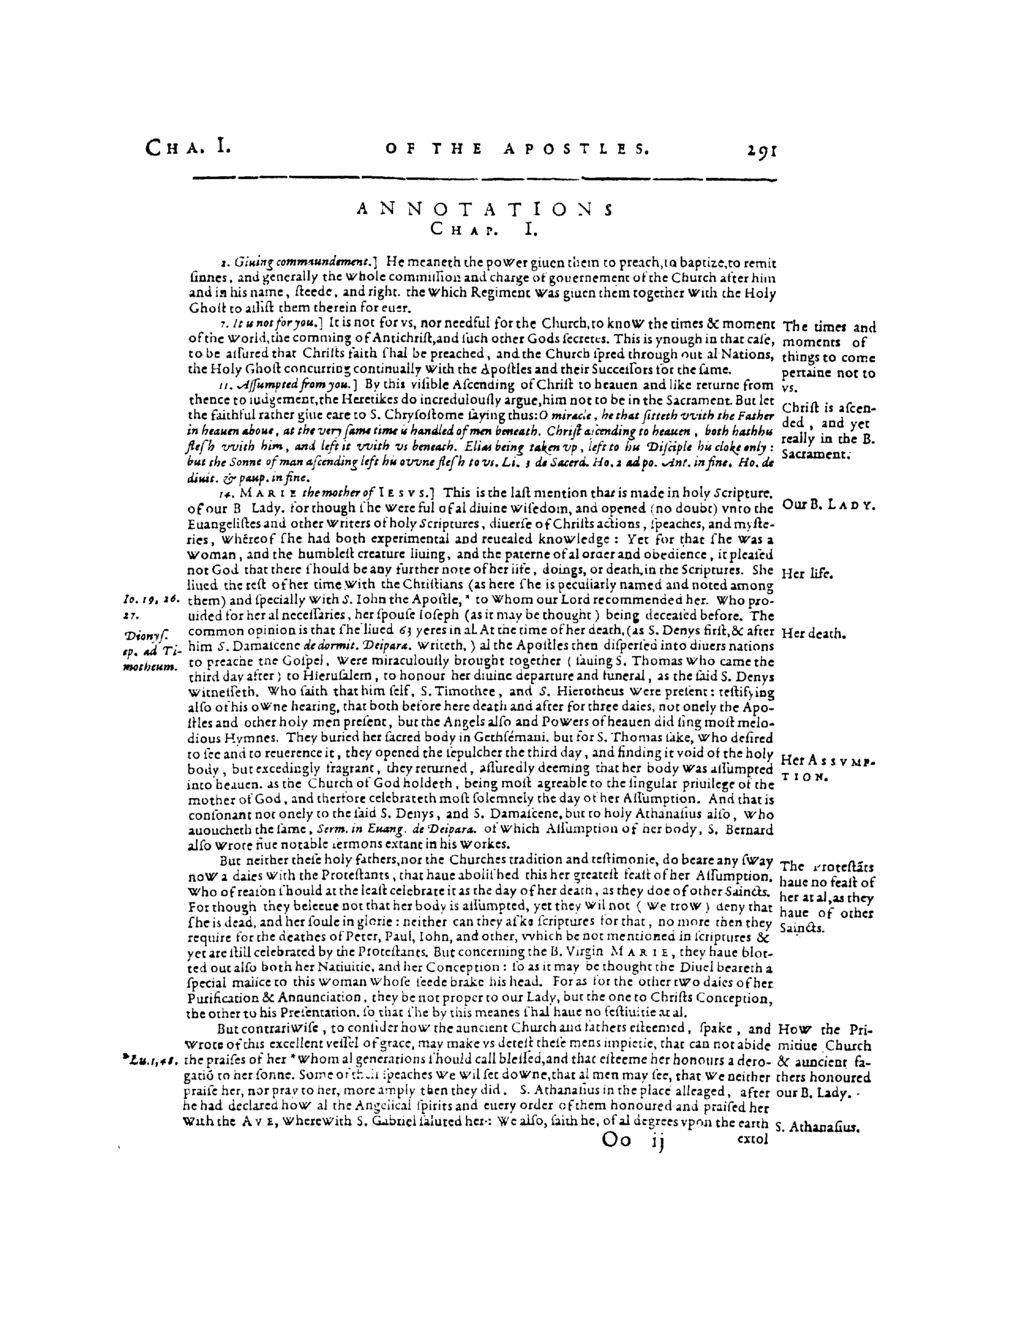 CHA. I. OF THE APOSTLES. 291
ANNOTATIONS
CHAP. I.
2. Giuing commaundement.] He meaneth the power giuen them to preach, to baptize, to remit
ſinnes, and generally the whole commiſſion and charge of gouernement of the Church after him
and in his name, ſteede, and right. the which Regiment was giuen them together with the Holy
Ghoſt to aſſiſt them therein for euer.
7. It is not for you.] It is not for vs, nor needful for the Church, to know the times & moment
of the world, the comming of Antichriſt, and ſuch other Gods ſecretes. This is ynough in that caſe,
to be aſſured that Chriſts faith ſhal be preached, and the Church ſpred through out al Nations,
the Holy Ghoſt concurring continually with the Apoſtles and their Succeſſors for the ſame.
The times and
moments of
things to come
pertaine not to
vs.
11. Aſſumpted from you.] By this viſible Aſcending of Chriſt to heauen and like returne from
thence to iudgement, the Heretikes do incredulouſly argue, him not to be in the Sacrament. But let
the faithful rather giue eare to S. Chryſoſtome ſaying thus: O miracle, he that ſitteth vvith the Father
in heauen aboue, at the very ſame time is handled of men beneath. Chriſt aſcending to heauen, both hath his
fleſh vvith him, and left it vvith vs beneath. Elias being taken vp, left to his Diſciple his cloke only:
but the Sonne of man aſcending left his ovvne fleſh to vs. Li. 3 de Sacerd. Ho. 2 ad po. Ant. in fine. Ho. de
diuit. & paup. in fine.
Chriſt is aſcen-
ded, and yet
really in the B.
Sacrament.
14. MARIE the mother of IESVS.] This is the laſt mention that is made in holy Scripture,
of our B Lady. for though ſhe were ful of al diuine wiſedom, and opened (no doubt) vnto the
Euangeliſtes and other writers of holy Scriptures, diuerſe of Chriſts actions, ſpeaches, and myſte-
ries, whereof ſhe had both experimental and reuealed knowledge: Yet for that ſhe was a
woman, and the humbleſt creature liuing, and the paterne of al order and obedience, it pleaſed
not God that there ſhould be any further note of her life, doings, or death, in the Scriptures. She
liued the reſt of her time with the Chriſtians (as here ſhe is peculiarly named and noted among
them) and ſpecially with S. Iohn the Apoſtle, * to whom our Lord recommended her. Who pro-
uided for her al neceſſaries, her ſpouſe Ioſeph (as it may be thought) being deceaſed before. The
common opinion is that ſhe liued 63 yeres in al. At the time of her death, (as S. Denys firſt, & after
him S. Damaſcene de dormit. Deiparæ. writeth,) al the Apoſtles then diſperſed into diuers nations
to preache the Goſpel, were miraculouſly brought together (ſauing S. Thomas who came the
third day after) to Hieruſalem, to honour her diuine departure and funeral, as the ſaid S. Denys
witneſſeth. Who ſaith that him ſelf, S. Timothee, and S. Hierotheus were preſent: teſtifying
alſo of his owne hearing, that both before here death and after for three daies, not onely the Apo-
ſtles and other holy men preſent, but the Angels alſo and Powers of heauen did ſing moſt melo-
dious Hymnes. They buried her ſacred body in Gethſémani. but for S. Thomas ſake, who deſired
to ſee and to reuerence it, they opened the ſepulcher the third day, and finding it void of the holy
body, but excedingly fragrant, they returned, aſſuredly deeming that her body was aſſumpted
into heauen. as the Church of God holdeth, being moſt agreable to the ſingular priuilege of the
mother of God, and therfore celebrateth moſt ſolemnely the day of her Aſſumption. And that is
conſonant not onely to the ſaid S. Denys, and S. Damaſcene, but to holy Athanaſius alſo, who
auoucheth the ſame, Serm. in Euang. de Deipara. of which Aſſumption of her body, S. Bernard
alſo wrote fiue notable ſermons extant in his workes.
Our B. LADY.
Her life.
Io. 19, 26.
27.
Dionyſ.
ep. ad Ti-
motheum.
Her death.
Her ASSVMP-
TION.
But neither theſe holy fathers, nor the Churches tradition and teſtimonie, do beare any ſway
now a daies with the Proteſtants, that haue aboliſhed this her greateſt feaſt of her Aſſumption.
Who of reaſon ſhould at the leaſt celebrate it as the day of her death, as they doe of other Saincts.
For though they beleeue not that her body is aſſumpted, yet they wil not (we trow) deny that
ſhe is dead, and her ſoule in glorie: neither can they aſke ſcriptures for that, no more then they
require for the deathes of Peter, Paul, Iohn, and other, vvhich be not mentioned in ſcriptures &
yet are ſtill celebrated by the Proteſtants. But concerning the B. Virgin MARIE, they haue blot-
ted out alſo both her Natiuitie, and her Conception: ſo as it may be thought the Diuel beareth a
ſpecial malice to this woman whoſe ſeede brake his head. For as for the other two daies of her
Purification & Annunciation, they be not proper to our Lady, but the one to Chriſts Conception,
the other to his Preſentation. ſo that ſhe by this meanes ſhal haue no feſtiuitie at al.
The Proteſtāts
haue no feaſt of
her at al, as they
haue of other
Saincts.
But contrariwiſe, to conſider how the auncient Church and fathers eſteemed, ſpake, and
wrote of this excellent veſſel of grace, may make vs deteſt theſe mens impietie, that can not abide
the praiſes of her * whom al generations ſhould call bleſſed, and that eſteeme her honours a dero-
gatiō to her ſonne. Some of their ſpeaches we wil ſet downe, that al men may ſee, that we neither
praiſe her, nor pray to her, more amply then they did. S. Athanaſius in the place alleaged, after
he had declared how al the Angelical ſpirits and euery order of them honoured and praiſed her
with the AVE, wherewith S. Gabriel ſaluted her: We alſo, ſaith he, of al degrees vpon the earth
*Lu. 1, 48.
How the Pri-
mitiue Church
& auncient fa-
thers honoured
our B. Lady.
S. Athanaſius.
Oo ij extol